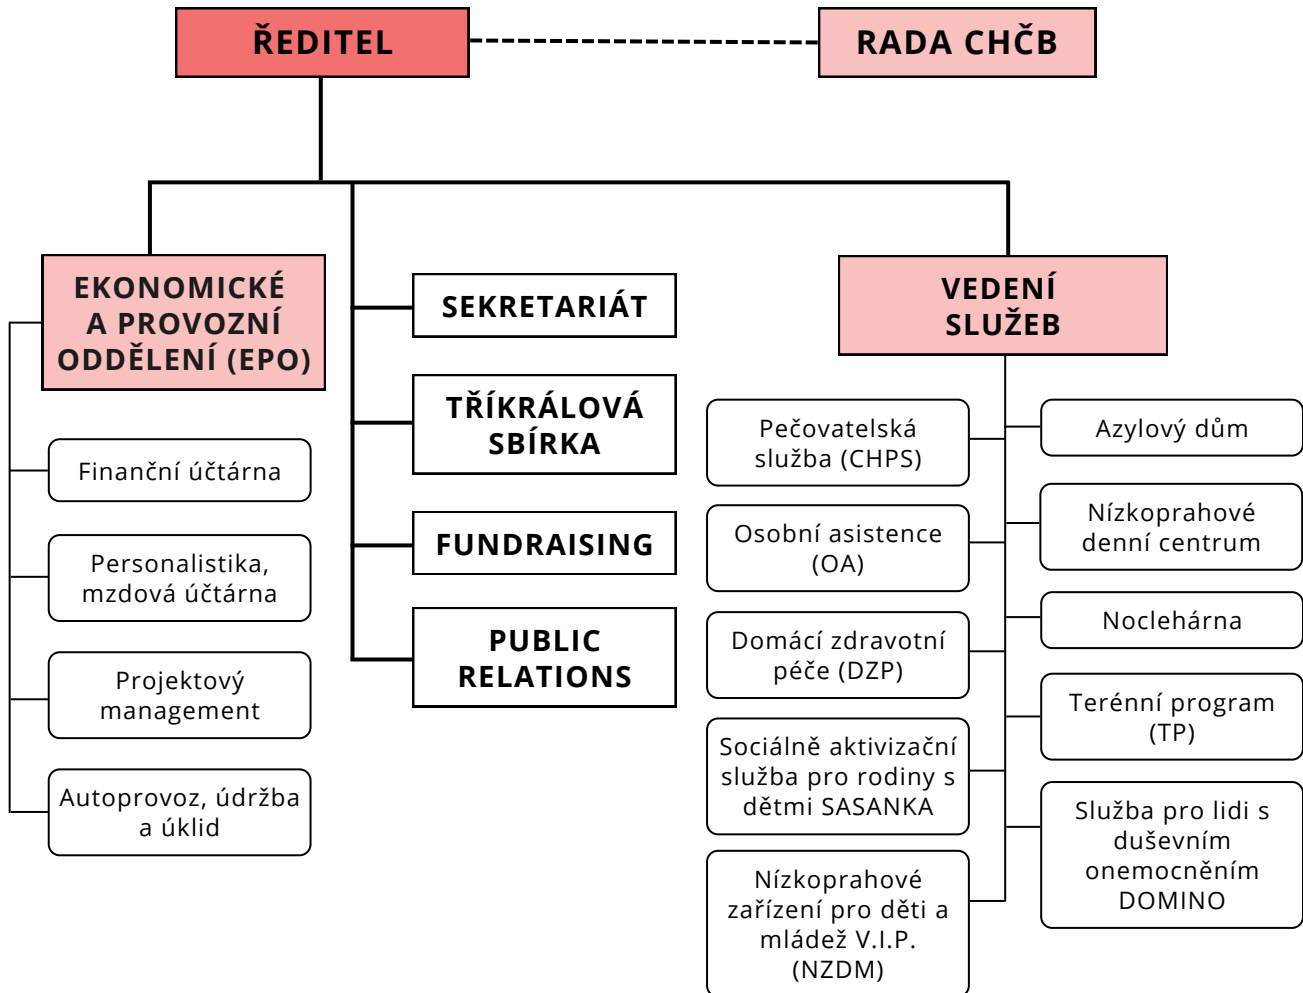 ŘEDITEL
RADA CHČB
EKONOMICKÉ
A PROVOZNÍ
ODDĚLENÍ (EPO)
Finanční účtárna
Personalistika,
mzdová účtárna
Projektový
management
Autoprovoz, údržba
a úklid
SEKRETARIÁT
TŘÍKRÁLOVÁ
SBÍRKA
FUNDRAISING
PUBLIC
RELATIONS
VEDENÍ
SLUŽEB
Pečovatelská
služba (CHPS)
Osobní asistence
(OA)
Domácí zdravotní
péče (DZP)
Sociálně aktivizační
služba pro rodiny s
dětmi SASANKA
Nízkoprahové
zařízení pro děti a
mládež V.I.P.
(NZDM)
Azylový dům
Nízkoprahové
denní centrum
Noclehárna
Terénní program
(TP)
Služba pro lidi s
duševním
onemocněním
DOMINO